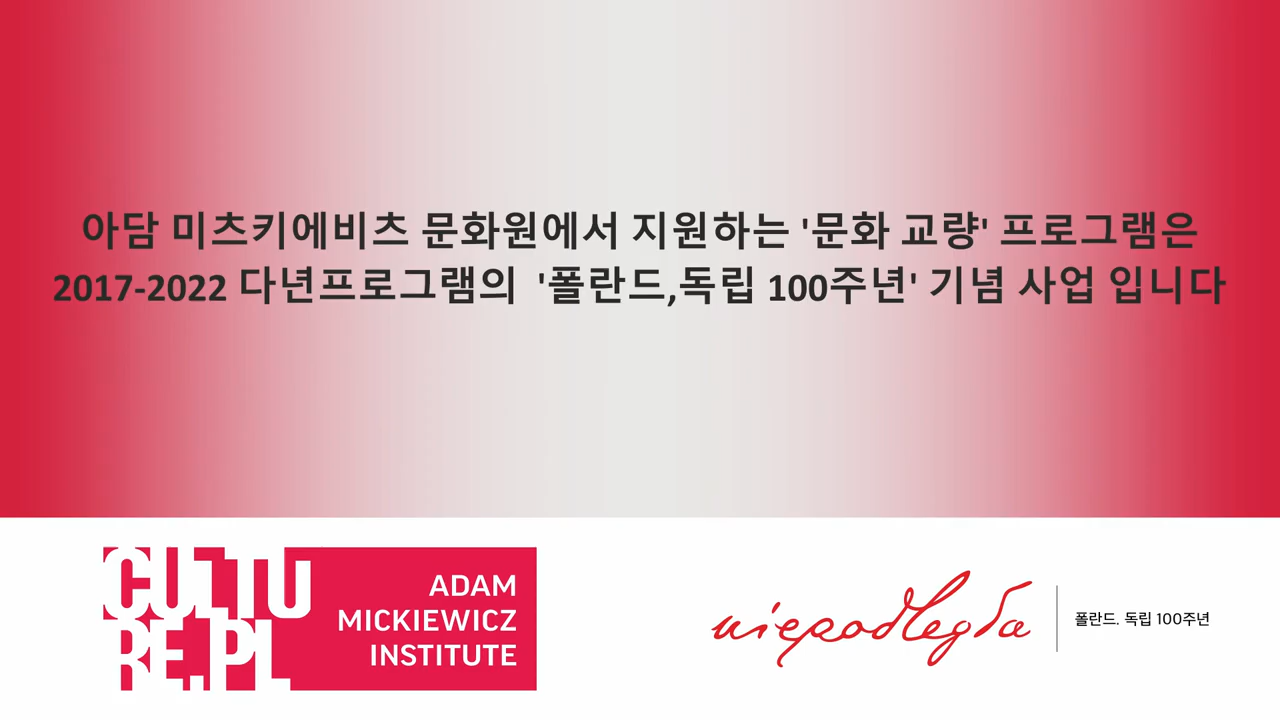 아담 미츠키에비츠 문화원에서 지원하는 '문화 교량' 프로그램은
2017-2022 다년프로그램의 '폴란드,독립 100주년' 기념 사업 입니다
CULTU
RE.PL
ADAM
MICKIEWICZ
INSTITUTE
niepodległa
폴란드. 독립 100주년